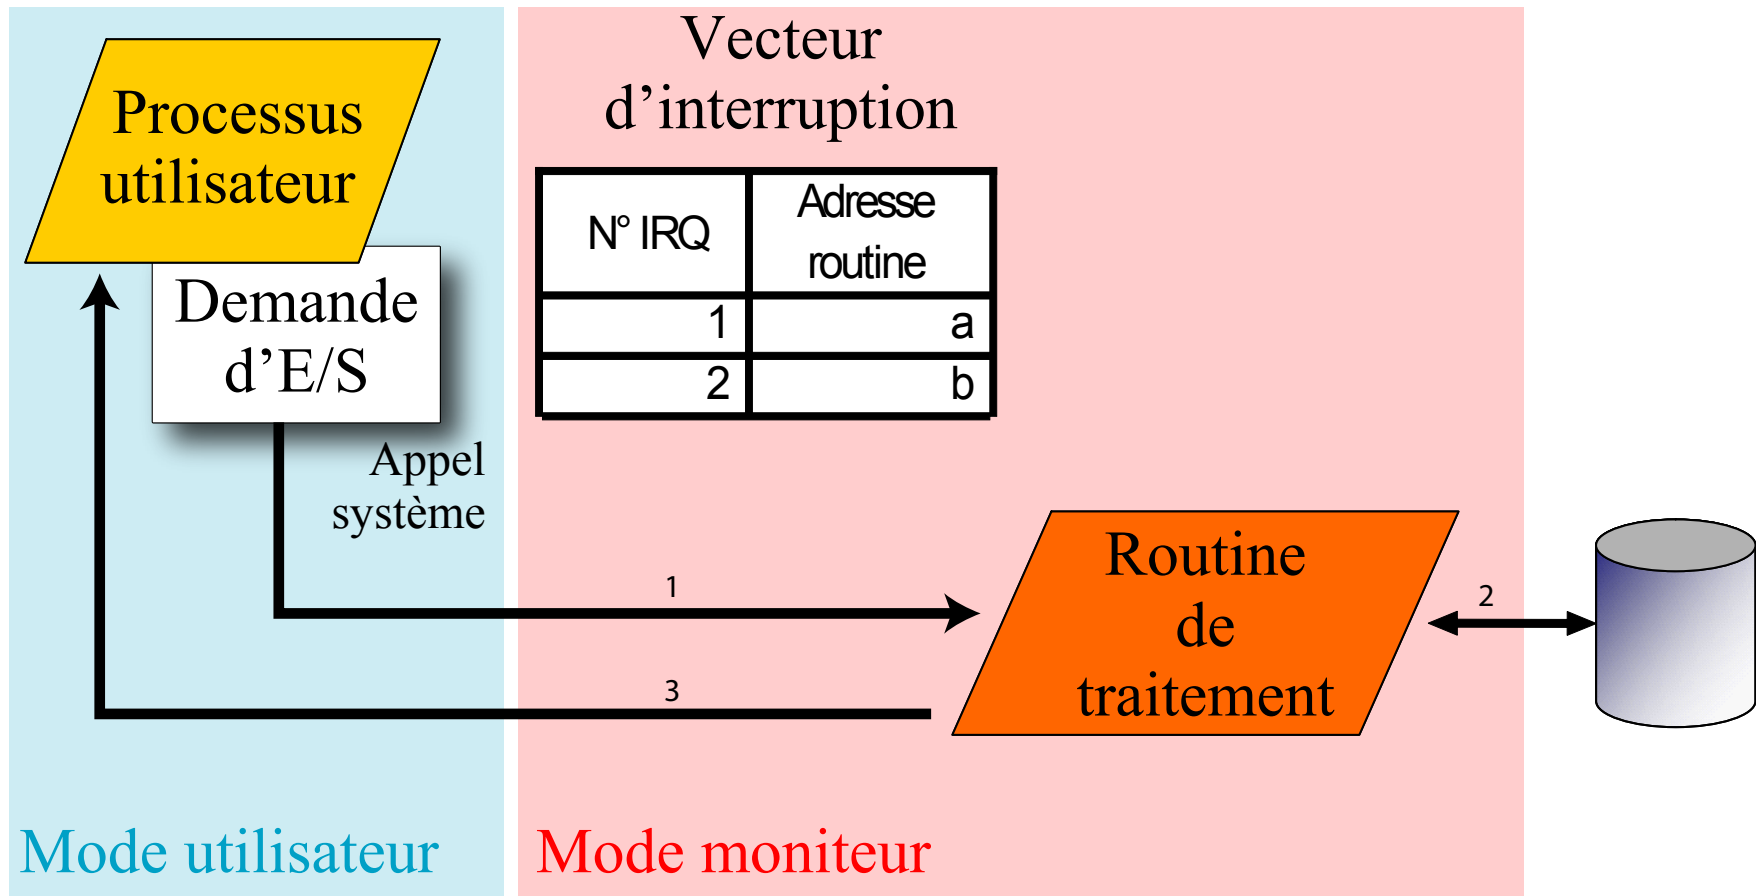 Processus
utilisateur
Demande
d’E/S
Appel
système
Vecteur
d’interruption
N° IRQ
Adresse
routine
1
a
2
b
1
Routine
de
traitement
2
3
Mode utilisateur
Mode moniteur